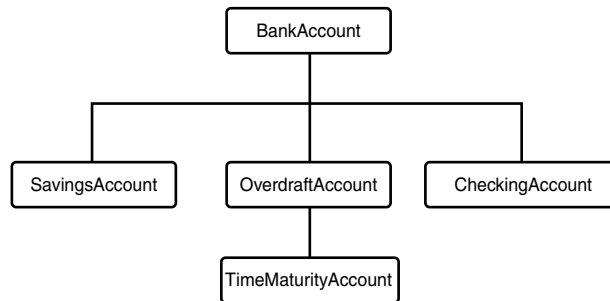 BankAccount
SavingsAccount
OverdraftAccount
CheckingAccount
TimeMaturityAccount